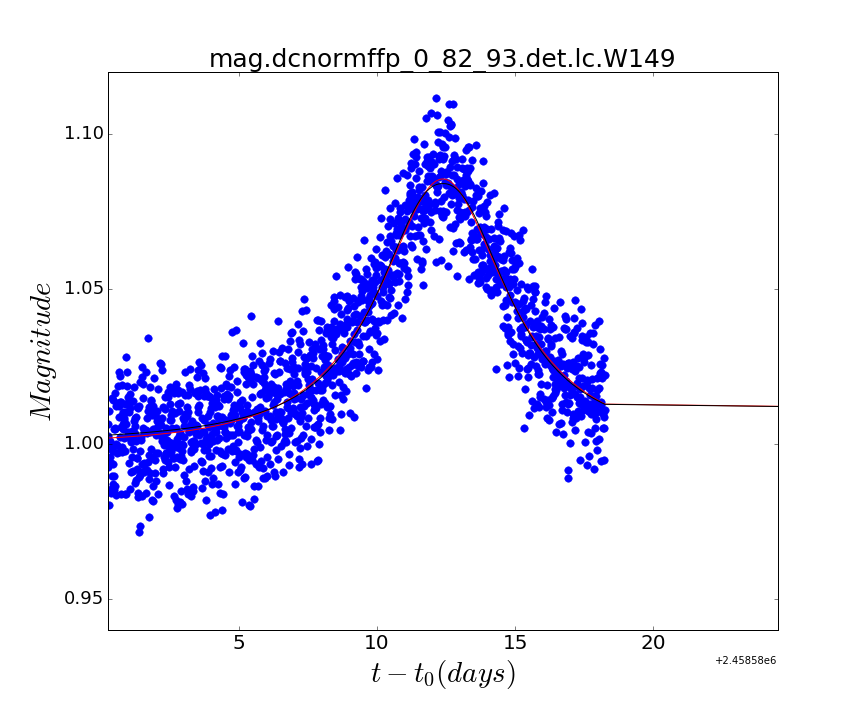 mag.dcnormffp_0_82_93.det.lc.W149
1.10
1.05
1.00
0.95
Magnitude
5 10 15 20
+2.45858e6
t − t₀(days)